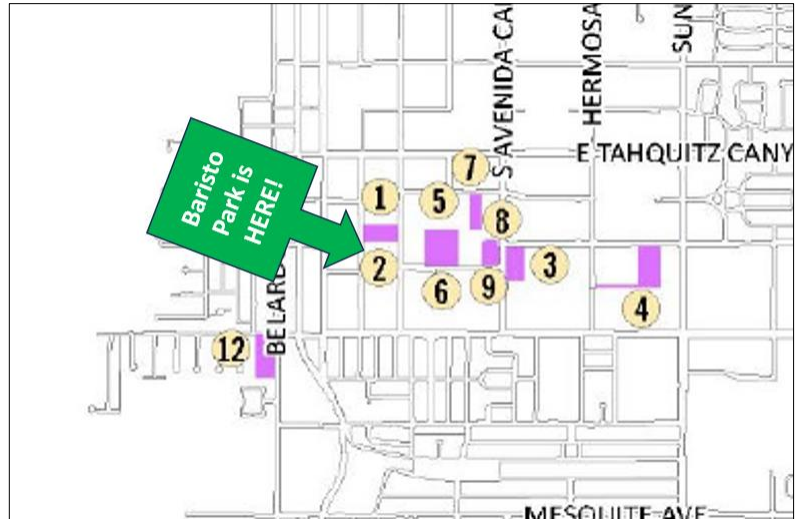 S AVENIDA CA
HERMOSA
SUN
E TAHQUITZ CANY
7
1
5
8
Baristo
Park is
HERE!
2
3
6
9
4
BELARD
12
MESQUITE AVE